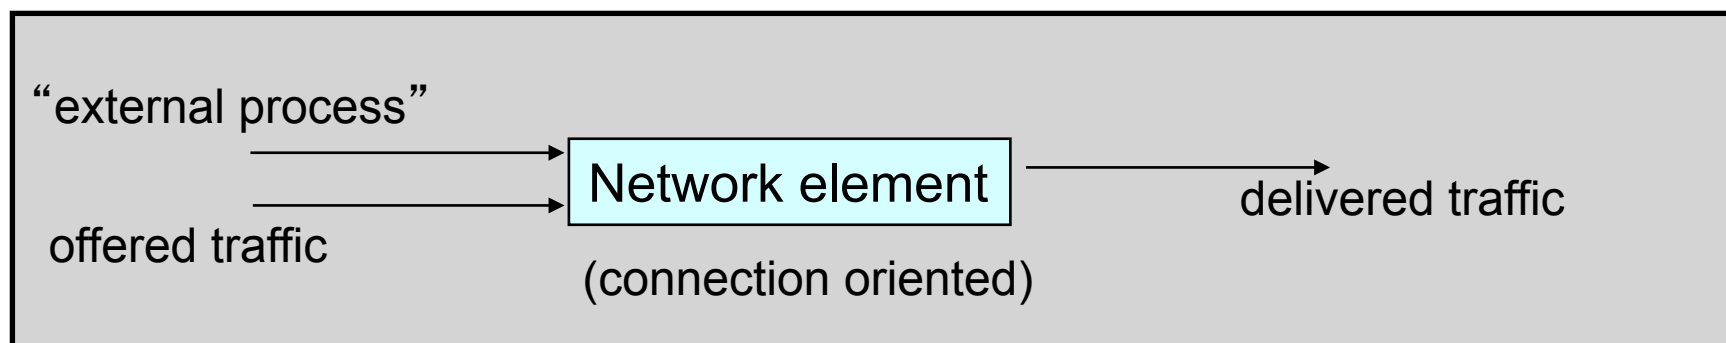 “external process”
Network element
delivered traffic
offered traffic
(connection oriented)